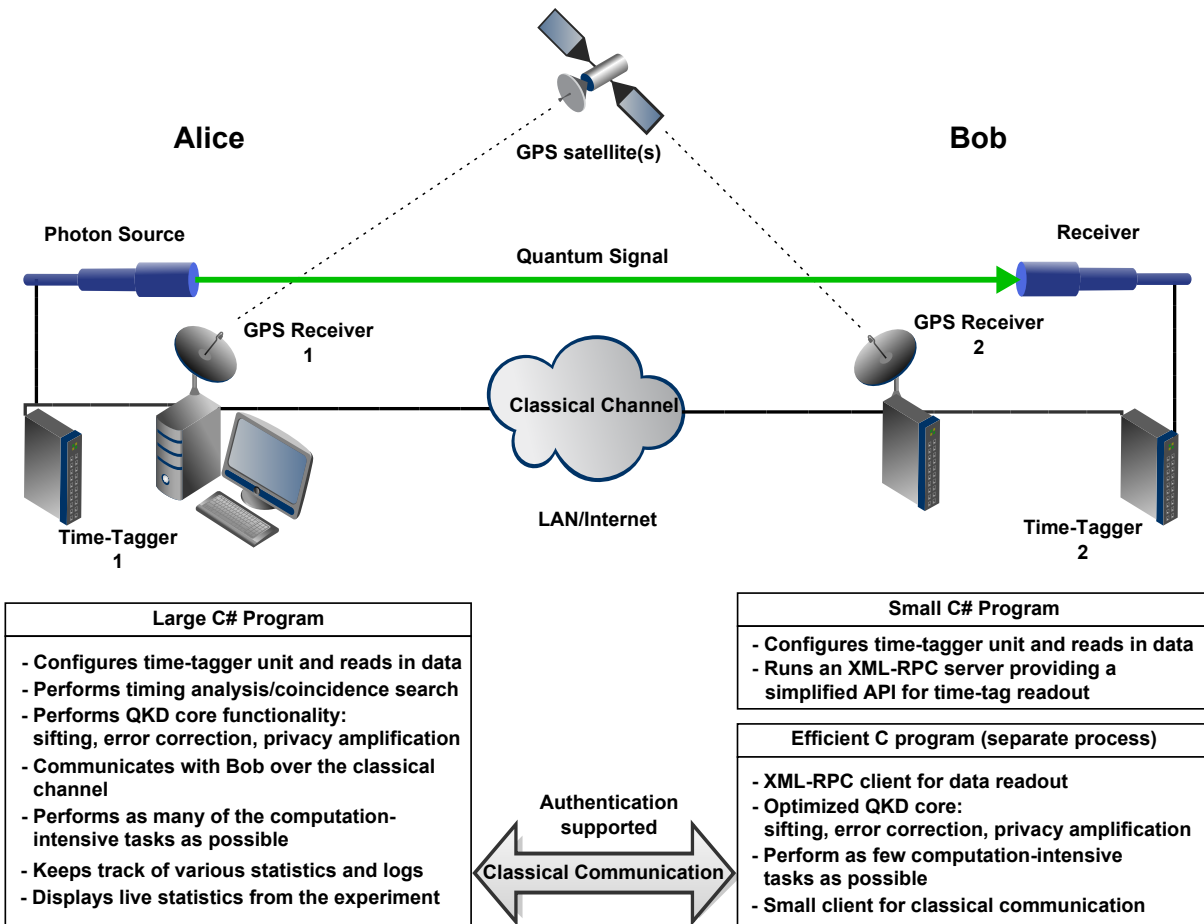 Alice
GPS satellite(s)
Bob
Photon Source
Quantum Signal
Receiver
GPS Receiver
1
GPS Receiver
2
Classical Channel
LAN/Internet
Time-Tagger
1
Time-Tagger
2
Large C# Program
- Configures time-tagger unit and reads in data
- Performs timing analysis/coincidence search
- Performs QKD core functionality:
sifting, error correction, privacy amplification
- Communicates with Bob over the classical
channel
- Performs as many of the computation-
intensive tasks as possible
- Keeps track of various statistics and logs
- Displays live statistics from the experiment
Authentication
supported
Classical Communication
Small C# Program
- Configures time-tagger unit and reads in data
- Runs an XML-RPC server providing a
simplified API for time-tag readout
Efficient C program (separate process)
- XML-RPC client for data readout
- Optimized QKD core:
sifting, error correction, privacy amplification
- Perform as few computation-intensive
tasks as possible
- Small client for classical communication